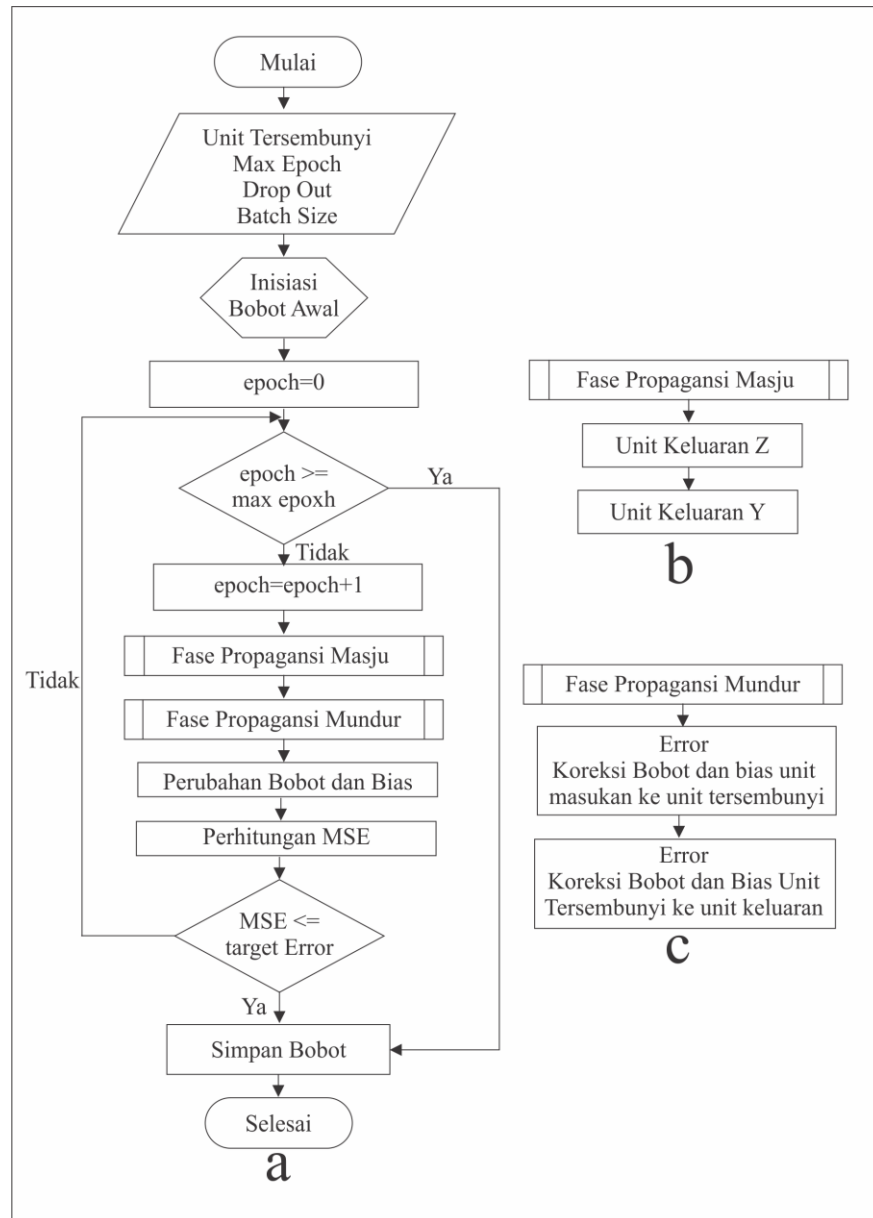 Mulai
Unit Tersembunyi
Max Epoch
Drop Out
Batch Size
Inisiasi
Bobot Awal
epoch=0
epoch >=
max epoxh
Ya
Tidak
epoch=epoch+1
Fase Propagansi Masju
Tidak
Fase Propagansi Mundur
Perubahan Bobot dan Bias
Perhitungan MSE
MSE <=
target Error
Ya
Simpan Bobot
Selesai
a
Fase Propagansi Masju
Unit Keluaran Z
Unit Keluaran Y
b
Fase Propagansi Mundur
Error
Koreksi Bobot dan bias unit
masukan ke unit tersembunyi
Error
Koreksi Bobot dan Bias Unit
Tersembunyi ke unit keluaran
c